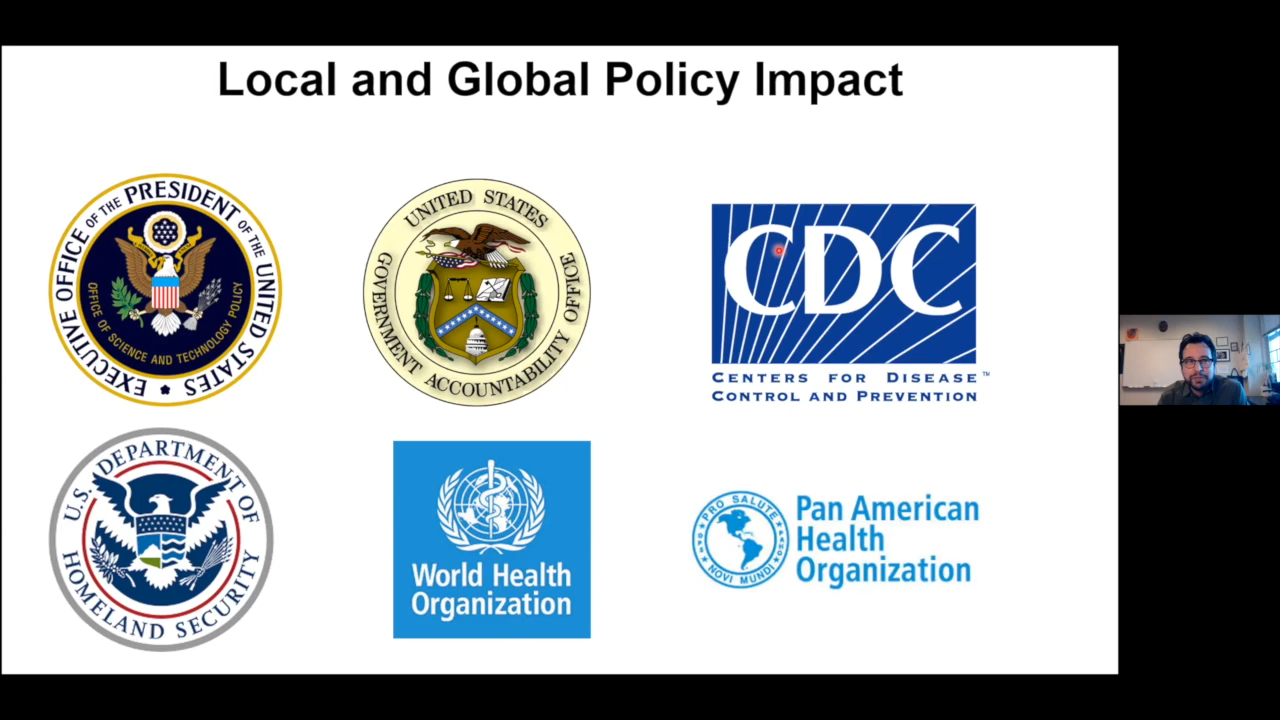 Local and Global Policy Impact
EXECUTIVE OFFICE OF THE PRESIDENT OF THE UNITED STATES
OFFICE OF SCIENCE AND TECHNOLOGY POLICY
UNITED STATES
GOVERNMENT ACCOUNTABILITY OFFICE
CDC
CENTERS FOR DISEASE™
CONTROL AND PREVENTION
U.S. DEPARTMENT OF
HOMELAND SECURITY
World Health
Organization
PRO SALUTE
NOVI MUNDI
PAHO
Pan American
Health
Organization